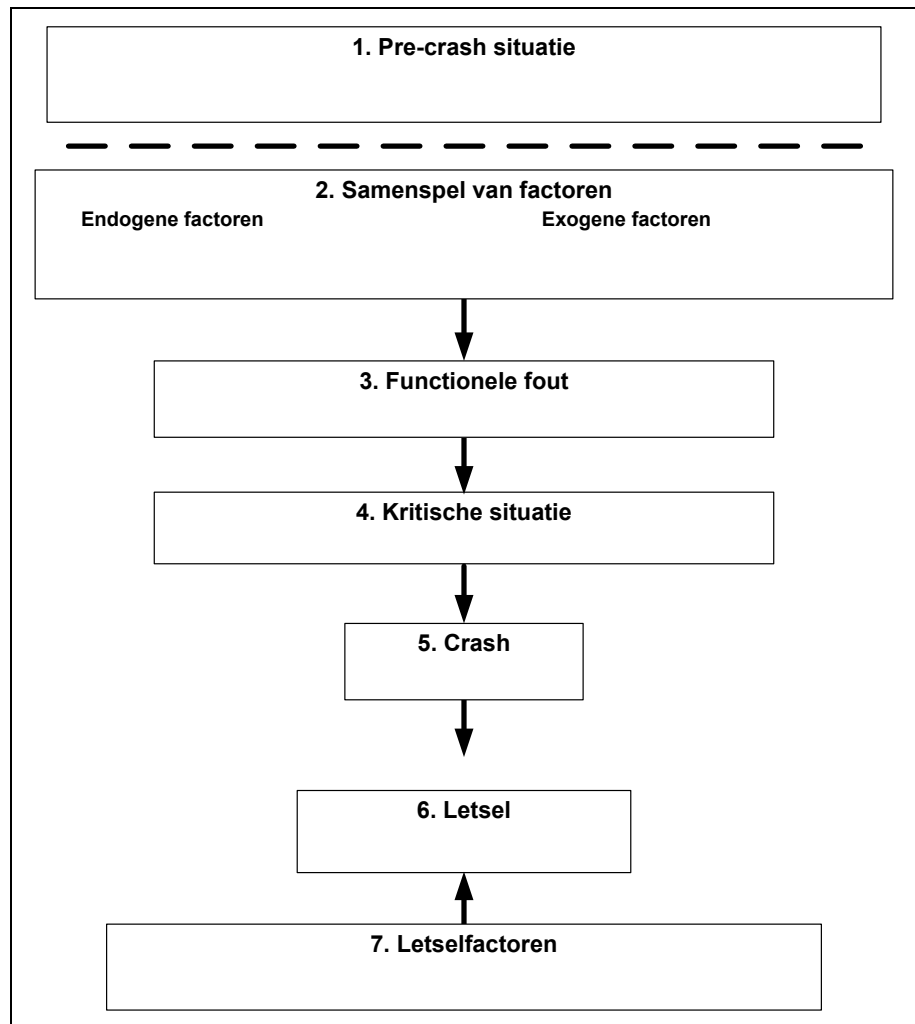 1. Pre-crash situatie
2. Samenspel van factoren
Endogene factoren Exogene factoren
3. Functionele fout
4. Kritische situatie
5. Crash
6. Letsel
7. Letselfactoren